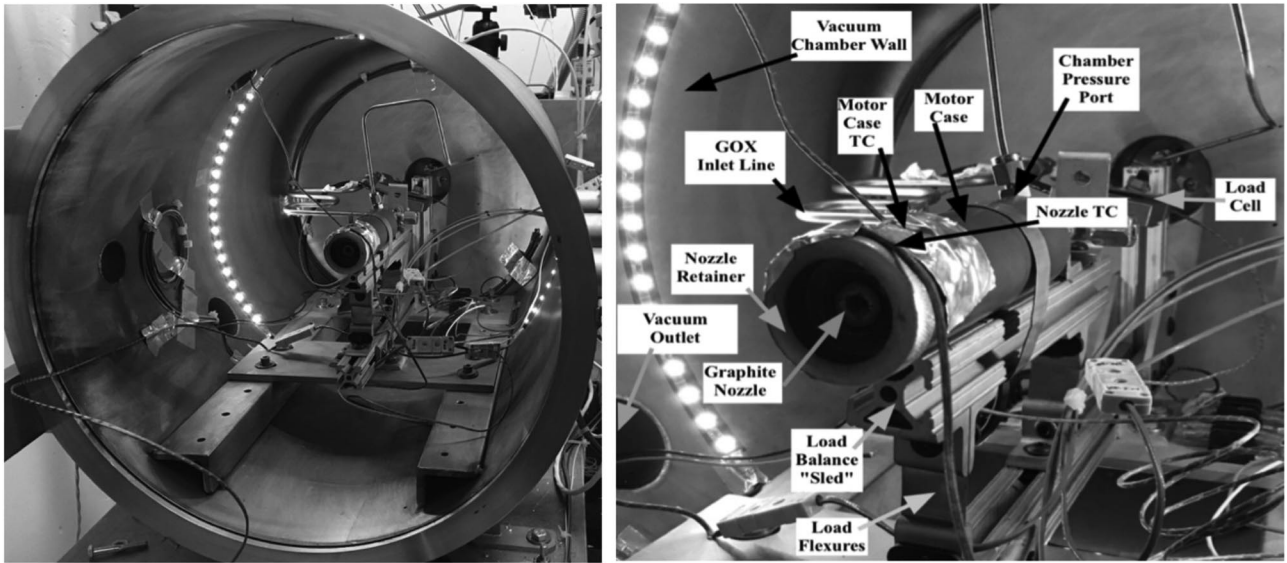 Vacuum
Chamber Wall
Chamber
Pressure
Port
Motor
Case
TC
Motor
Case
GOX
Inlet Line
Load
Cell
Nozzle TC
Nozzle
Retainer
Vacuum
Outlet
Graphite
Nozzle
Load
Balance
"Sled"
Load
Flexures